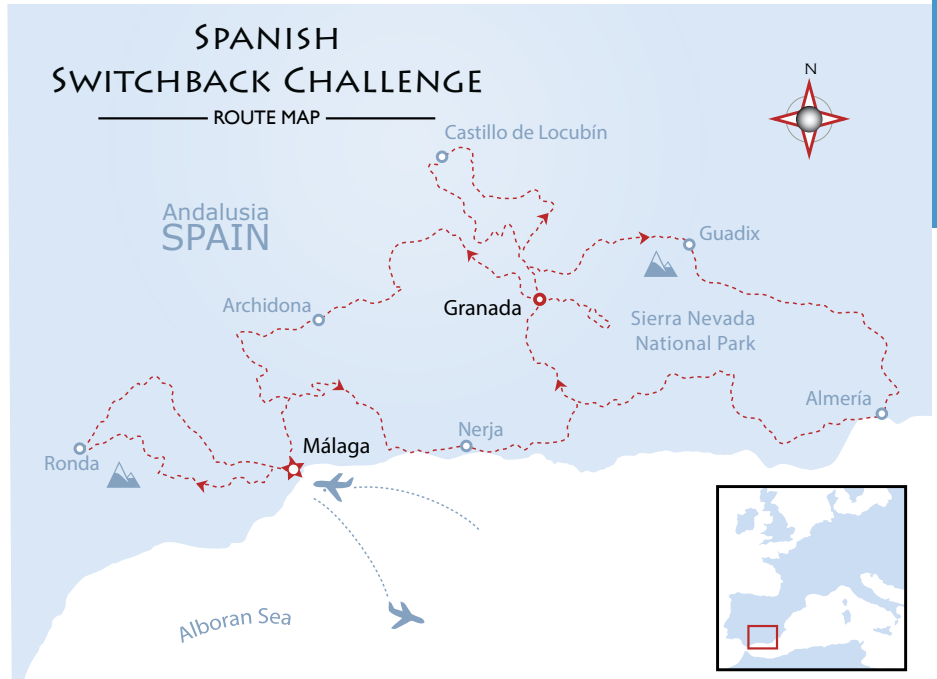 SPANISH
SWITCHBACK CHALLENGE
ROUTE MAP
N
Castillo de Locubín
Andalusia
SPAIN
Guadix
Archidona
Granada
Sierra Nevada
National Park
Almería
Nerja
Málaga
Ronda
Alboran Sea